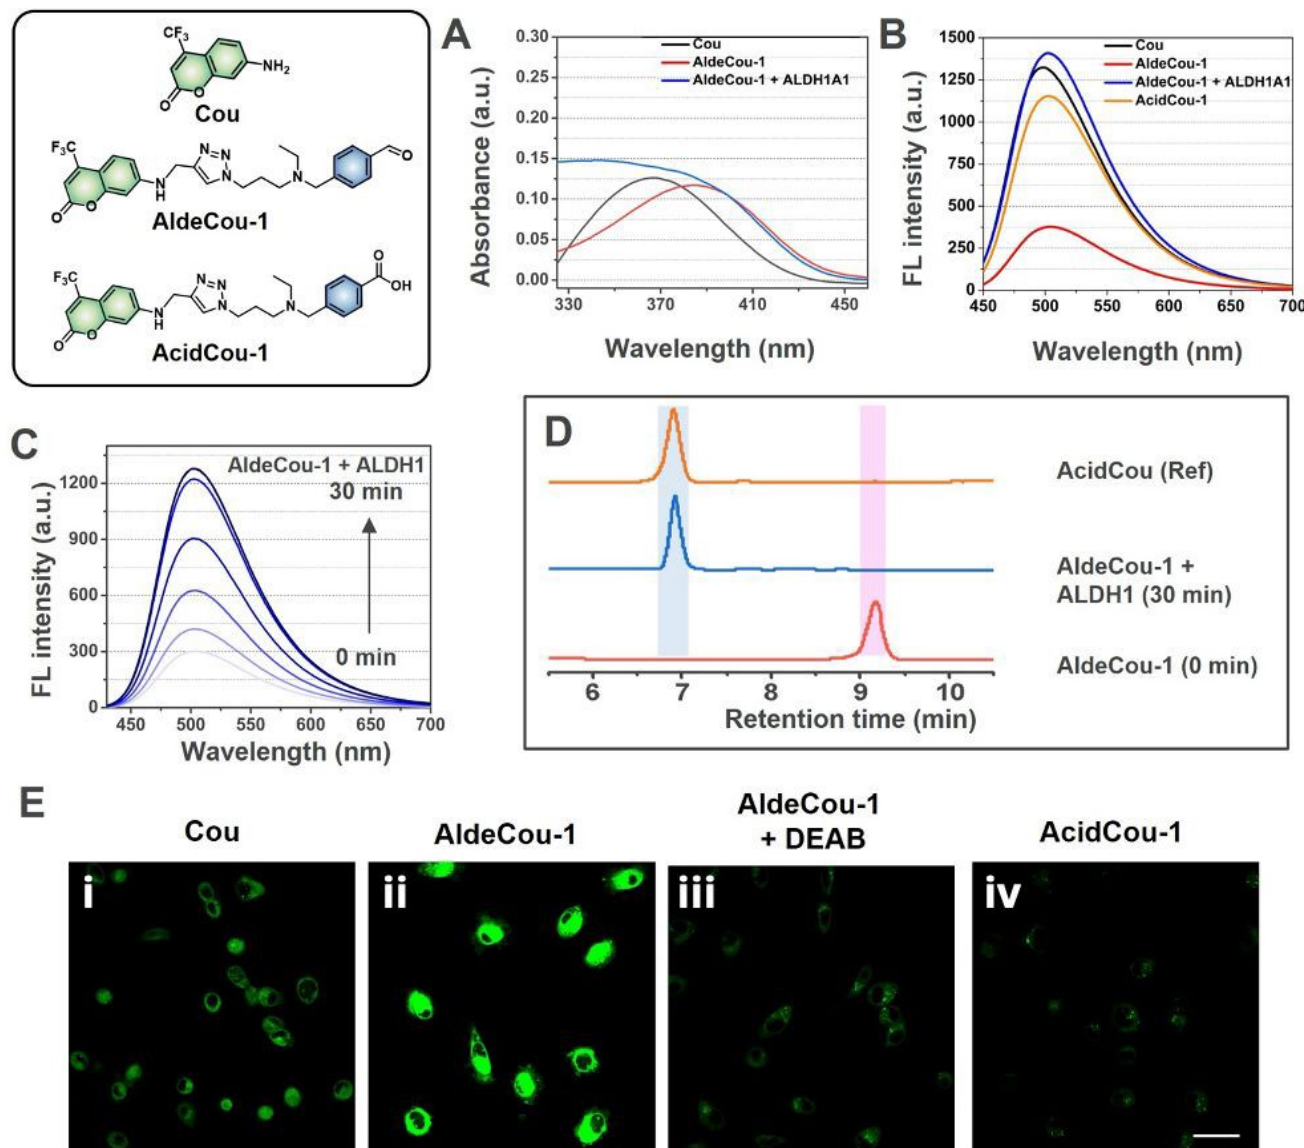 CF₃
NH₂
O
O
Cou
F₃C
N
N
N
N
H
N
O
O
O
AldeCou-1
F₃C
N
N
N
N
H
N
O
O
O
OH
AcidCou-1
A
0.30
0.25
0.20
0.15
0.10
0.05
0.00
Absorbance (a.u.)
Cou
AldeCou-1
AldeCou-1 + ALDH1A1
330 370 410 450
Wavelength (nm)
B
1500
1250
1000
750
500
250
0
FL intensity (a.u.)
Cou
AldeCou-1
AldeCou-1 + ALDH1A1
AcidCou-1
450 500 550 600 650 700
Wavelength (nm)
C
1200
900
600
300
0
FL intensity (a.u.)
AldeCou-1 + ALDH1
30 min
0 min
450 500 550 600 650 700
Wavelength (nm)
D
AcidCou (Ref)
AldeCou-1 +
ALDH1 (30 min)
AldeCou-1 (0 min)
6 7 8 9 10
Retention time (min)
E
Cou
AldeCou-1
AldeCou-1
+ DEAB
AcidCou-1
i
ii
iii
iv